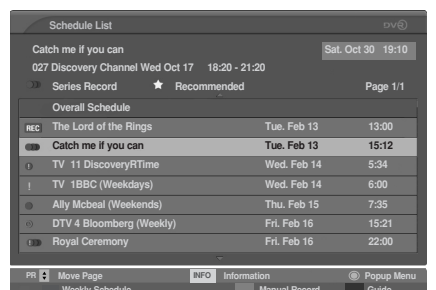 Schedule List DVB
Catch me if you can Sat. Oct 30 19:10
027 Discovery Channel Wed Oct 17 18:20 - 21:20
Series Record Recommended Page 1/1
Overall Schedule
REC The Lord of the Rings Tue. Feb 13 13:00
Catch me if you can Tue. Feb 13 15:12
TV 11 DiscoveryRTime Wed. Feb 14 5:34
TV 1BBC (Weekdays) Wed. Feb 14 6:00
Ally Mcbeal (Weekends) Thu. Feb 15 7:35
DTV 4 Bloomberg (Weekly) Fri. Feb 16 15:21
Royal Ceremony Fri. Feb 16 22:00
PR Move Page INFO Information Popup Menu
Weekly Schedule Manual Record Guide